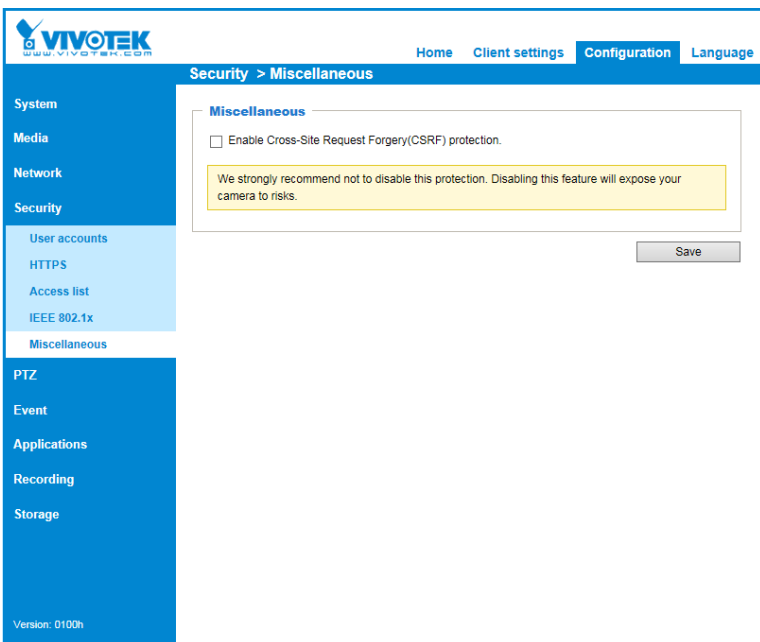 VIVOTEK
www.vivotek.com
Home Client settings Configuration Language
Security > Miscellaneous
System
Media
Network
Security
User accounts
HTTPS
Access list
IEEE 802.1x
Miscellaneous
PTZ
Event
Applications
Recording
Storage
Version: 0100h
Miscellaneous
Enable Cross-Site Request Forgery(CSRF) protection.
We strongly recommend not to disable this protection. Disabling this feature will expose your
camera to risks.
Save